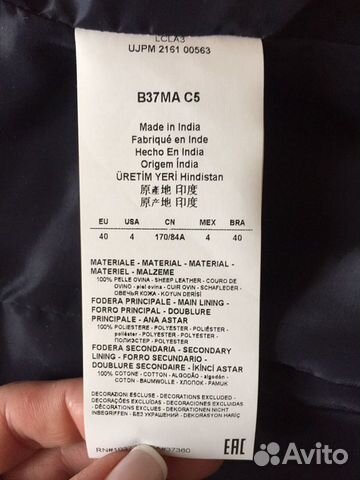 LCLA3
UJPM 2161 00563
B37MA C5
Made in India
Fabriqué en Inde
Hecho En India
Origem Índia
ÜRETİM YERİ Hindistan
原產地 印度
原产地 印度
EU USA CN MEX BRA
40 4 170/84A 4 40
MATERIALE - MATERIAL - MATERIAL -
MATERIEL - MALZEME
100% PELLE OVINA - SHEEP LEATHER - COURO DE
OVINO - piel ovina - CUIR OVIN - SCHAFLEDER -
ОВЕЧЬЯ КОЖА - KOYUN DERİSİ
FODERA PRINCIPALE - MAIN LINING -
FORRO PRINCIPAL - DOUBLURE
PRINCIPALE - ANA ASTAR
100% POLIESTERE - POLYESTER - POLIÉSTER -
poliéster - POLYESTER - POLYESTER -
ПОЛИЭСТЕР - POLYESTER
FODERA SECONDARIA - SECONDARY
LINING - FORRO SECUNDARIO -
DOUBLURE SECONDAIRE - İKİNCİ ASTAR
100% COTONE - COTTON - ALGODÃO - algodón -
COTON - BAUMWOLLE - ХЛОПОК - PAMUK
DECORAZIONI ESCLUSE - DECORATIONS EXCLUDED -
DECORAÇÕES EXCLUÍDAS - decoraciones excluidas
- DÉCORATIONS EXCLUES - DEKORATIONEN NICHT
INBEGRIFFEN - БЕЗ УКРАШЕНИЙ -
EAC
Avito